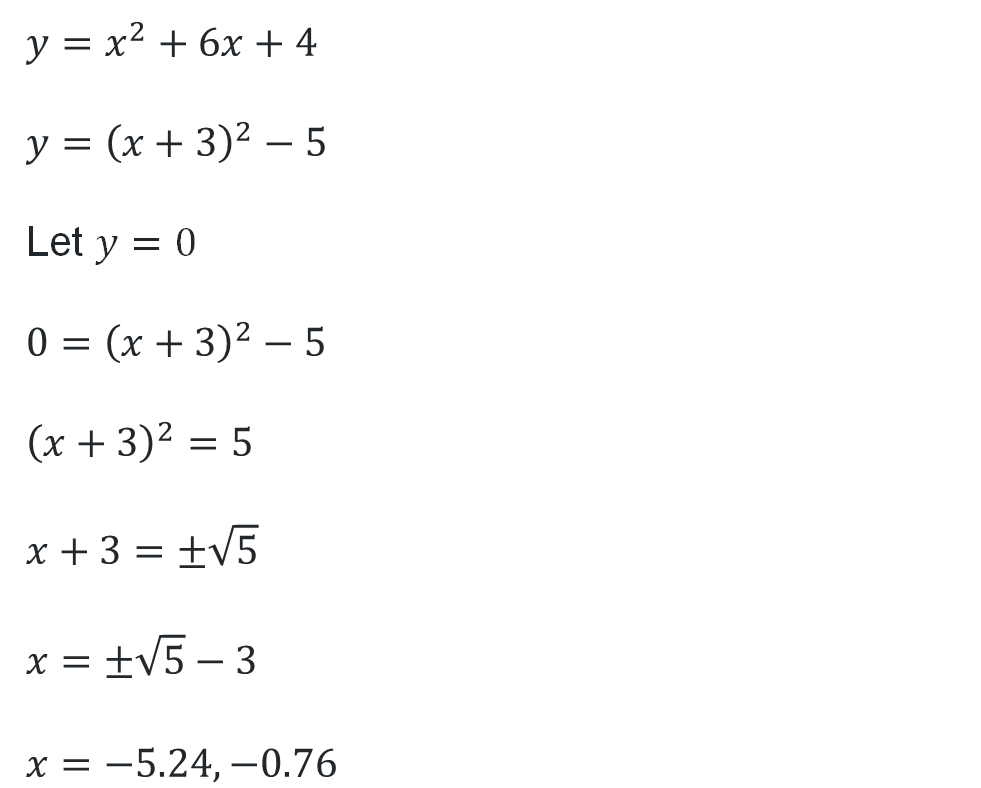 y = x² + 6x + 4
y = (x + 3)² − 5
Let y = 0
0 = (x + 3)² − 5
(x + 3)² = 5
x + 3 = ±√5
x = ±√5 − 3
x = −5.24, −0.76